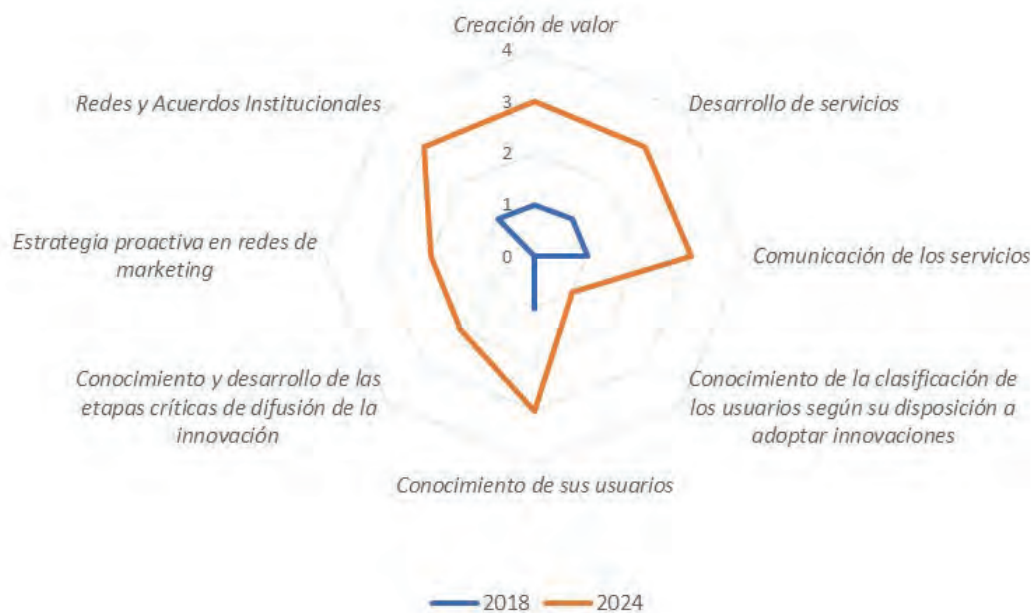 Creación de valor
4
3
2
1
0
Redes y Acuerdos Institucionales
Desarrollo de servicios
Estrategia proactiva en redes de
marketing
Comunicación de los servicios
Conocimiento y desarrollo de las
etapas críticas de difusión de la
innovación
Conocimiento de la clasificación de
los usuarios según su disposición a
adoptar innovaciones
Conocimiento de sus usuarios
2018
2024